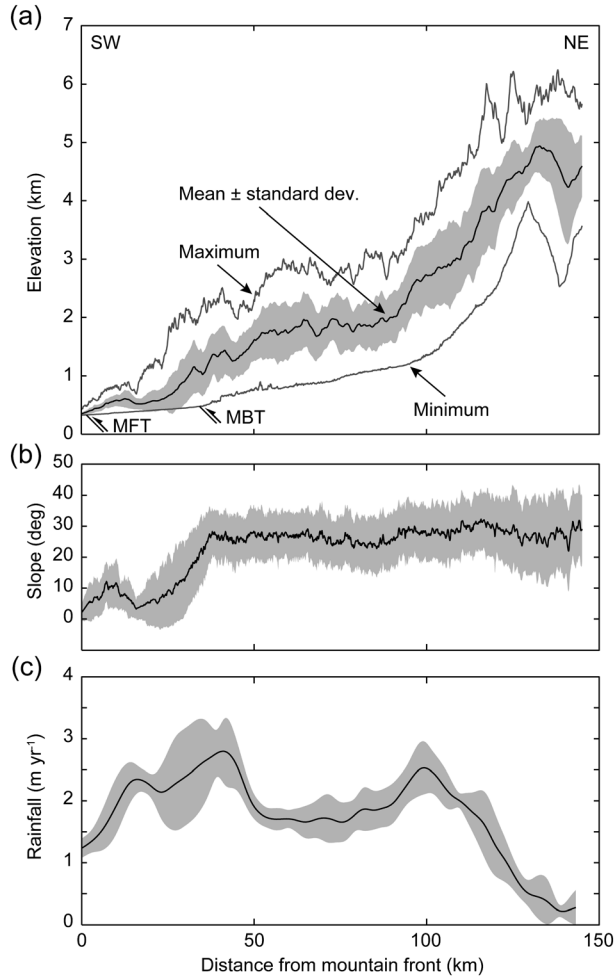 (a)
SW
NE
7
6
5
4
3
2
1
0
Elevation (km)
Mean ± standard dev.
Maximum
Minimum
MFT
MBT
(b)
50
40
30
20
10
0
Slope (deg)
(c)
4
3
2
1
0
Rainfall (m yr-1)
0
50
100
150
Distance from mountain front (km)